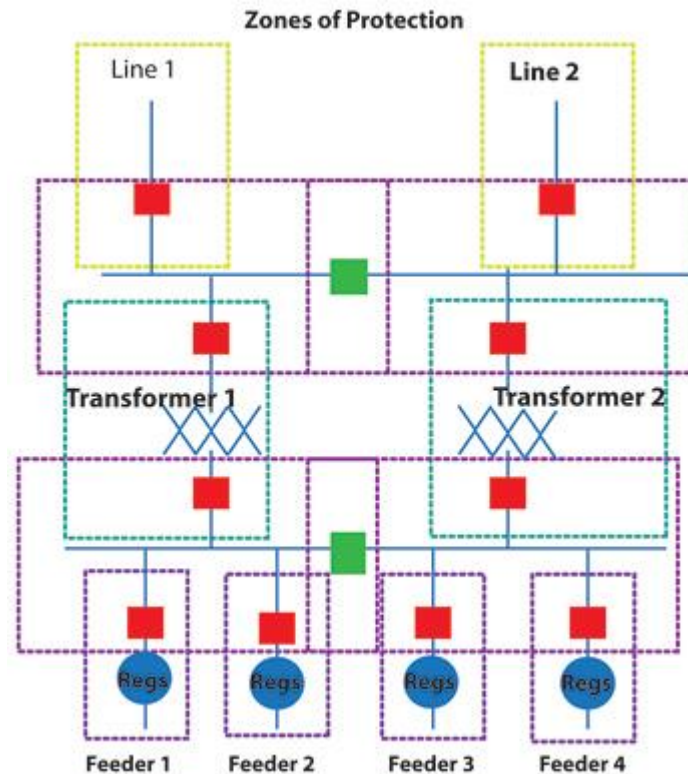 Zones of Protection
Line 1
Line 2
Transformer 1
Transformer 2
Regs
Regs
Regs
Regs
Feeder 1
Feeder 2
Feeder 3
Feeder 4